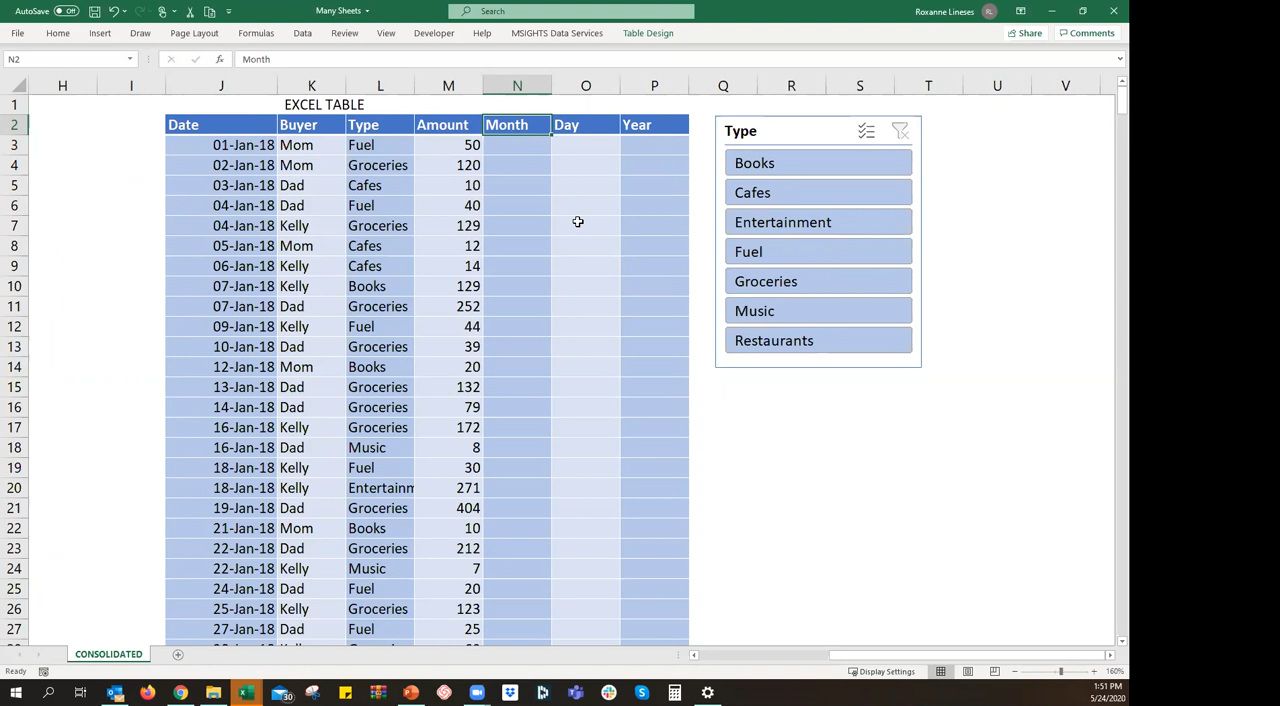 AutoSave Off
Many Sheets
Search
Roxanne Lineses
RL
File Home Insert Draw Page Layout Formulas Data Review View Developer Help MSIGHTS Data Services Table Design
Share
Comments
N2
fx
Month
H I J K L M N O P Q R S T U V
1 EXCEL TABLE
2 Date Buyer Type Amount Month Day Year
3 01-Jan-18 Mom Fuel 50
4 02-Jan-18 Mom Groceries 120
5 03-Jan-18 Dad Cafes 10
6 04-Jan-18 Dad Fuel 40
7 04-Jan-18 Kelly Groceries 129
8 05-Jan-18 Mom Cafes 12
9 06-Jan-18 Kelly Cafes 14
10 07-Jan-18 Kelly Books 129
11 07-Jan-18 Dad Groceries 252
12 09-Jan-18 Kelly Fuel 44
13 10-Jan-18 Dad Groceries 39
14 12-Jan-18 Mom Books 20
15 13-Jan-18 Dad Groceries 132
16 14-Jan-18 Dad Groceries 79
17 16-Jan-18 Kelly Groceries 172
18 16-Jan-18 Dad Music 8
19 18-Jan-18 Kelly Fuel 30
20 18-Jan-18 Kelly Entertainm 271
21 19-Jan-18 Dad Groceries 404
22 21-Jan-18 Mom Books 10
23 22-Jan-18 Dad Groceries 212
24 22-Jan-18 Kelly Music 7
25 24-Jan-18 Dad Fuel 20
26 25-Jan-18 Kelly Groceries 123
27 27-Jan-18 Dad Fuel 25
Type
Books
Cafes
Entertainment
Fuel
Groceries
Music
Restaurants
CONSOLIDATED
Ready
Display Settings
160%
30
1:51 PM
5/24/2020